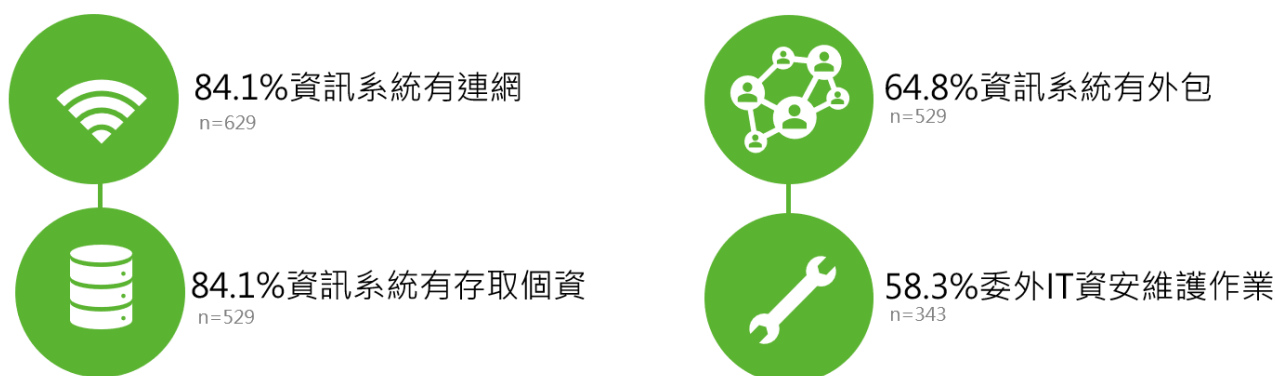 84.1%資訊系統有連網
n=629
84.1%資訊系統有存取個資
n=529
64.8%資訊系統有外包
n=529
58.3%委外IT資安維護作業
n=343